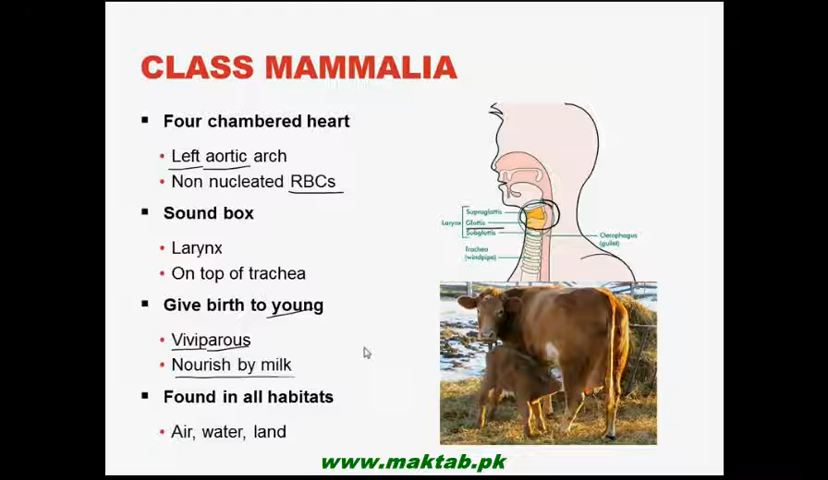 CLASS MAMMALIA
Four chambered heart
Left aortic arch
Non nucleated RBCs
Sound box
Larynx
On top of trachea
Give birth to young
Viviparous
Nourish by milk
Found in all habitats
Air, water, land
Supraglottis
Larynx
Glottis
Subglottis
Trachea
(windpipe)
Oesophagus
(gullet)
www.maktab.pk